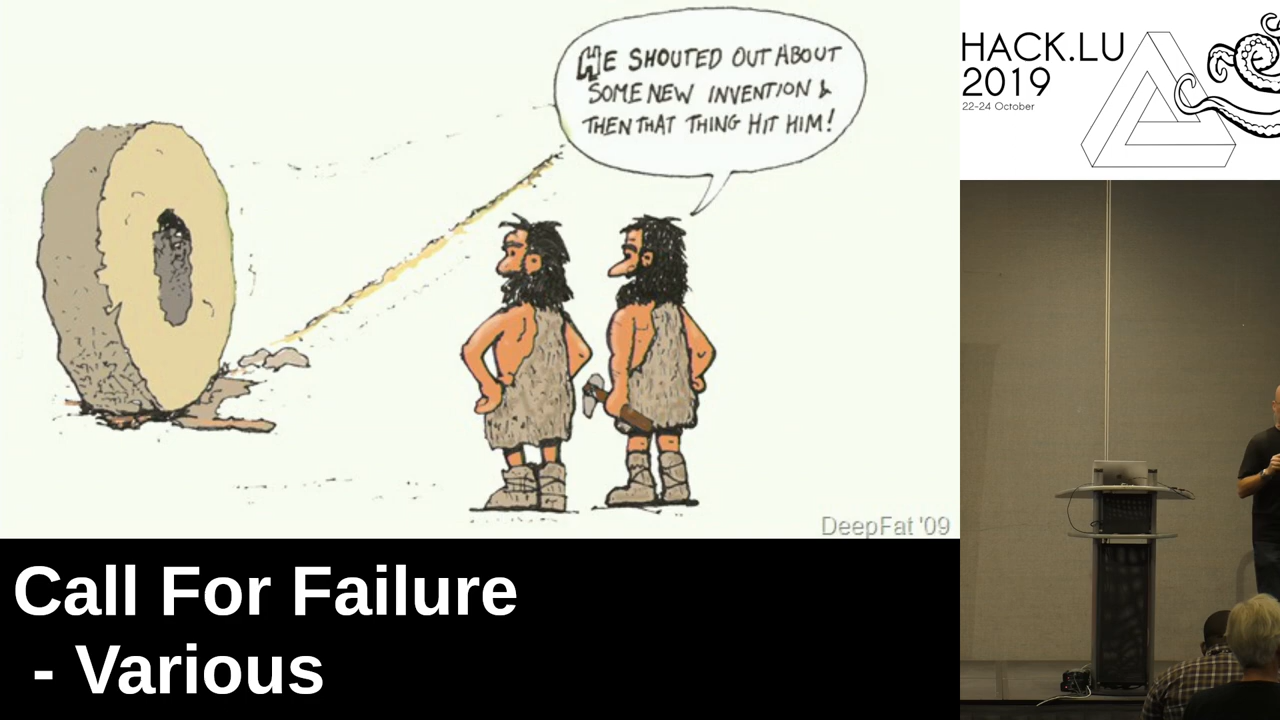 HE SHOUTED OUT ABOUT
SOME NEW INVENTION &
THEN THAT THING HIT HIM!
DeepFat '09
Call For Failure
- Various
HACK.LU
2019
22-24 October